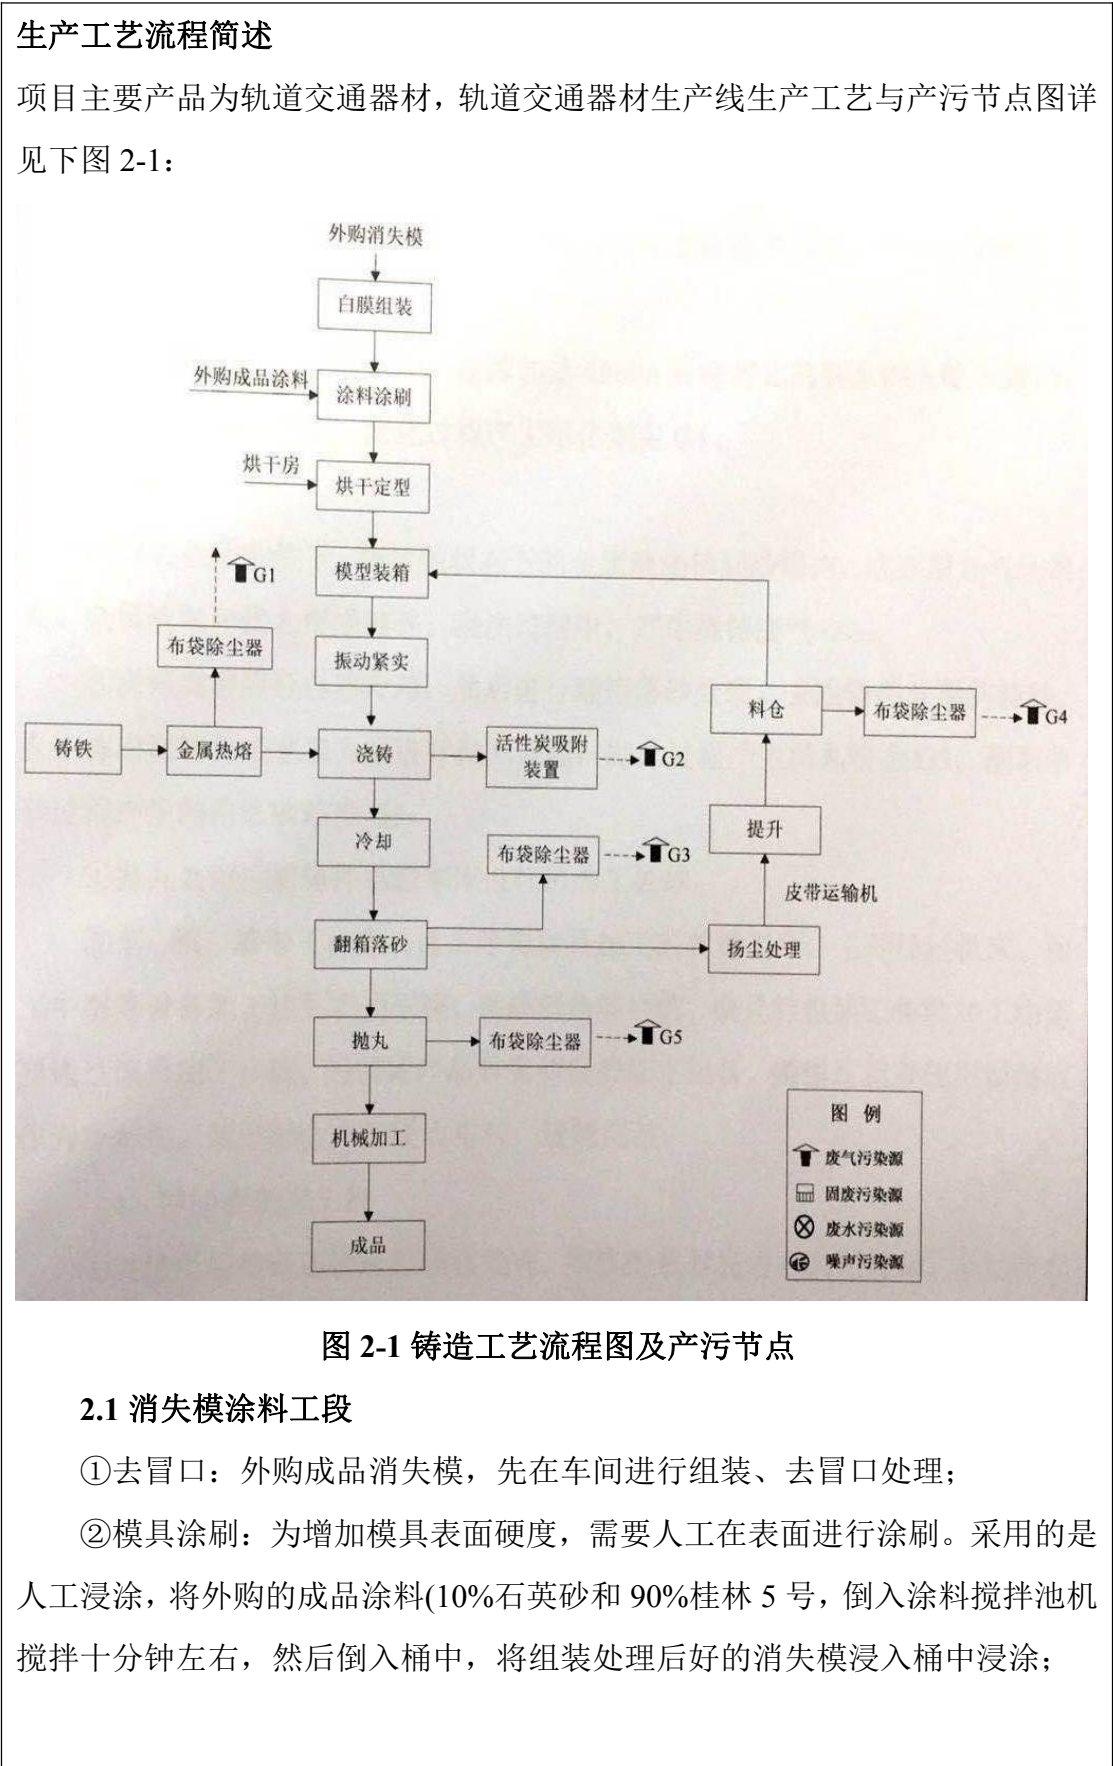 生产工艺流程简述
项目主要产品为轨道交通器材，轨道交通器材生产线生产工艺与产污节点图详
见下图 2-1：
外购消失模
白膜组装
外购成品涂料
涂料涂刷
烘干房
烘干定型
G1
模型装箱
布袋除尘器
振动紧实
料仓
布袋除尘器
G4
铸铁
金属热熔
浇铸
活性炭吸附
装置
G2
冷却
布袋除尘器
G3
提升
皮带运输机
翻箱落砂
扬尘处理
抛丸
布袋除尘器
G5
机械加工
成品
图 例
废气污染源
固废污染源
废水污染源
噪声污染源
图 2-1 铸造工艺流程图及产污节点
2.1 消失模涂料工段
①去冒口：外购成品消失模，先在车间进行组装、去冒口处理；
②模具涂刷：为增加模具表面硬度，需要人工在表面进行涂刷。采用的是
人工浸涂，将外购的成品涂料(10%石英砂和 90%桂林 5 号，倒入涂料搅拌池机
搅拌十分钟左右，然后倒入桶中，将组装处理后好的消失模浸入桶中浸涂；